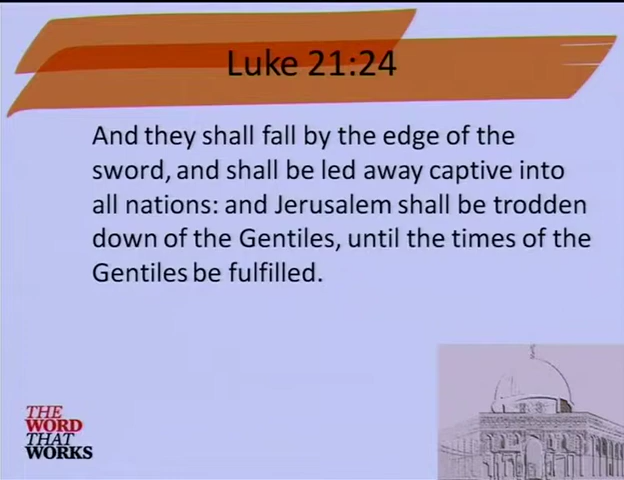 Luke 21:24
And they shall fall by the edge of the
sword, and shall be led away captive into
all nations: and Jerusalem shall be trodden
down of the Gentiles, until the times of the
Gentiles be fulfilled.
THE
WORD
THAT
WORKS